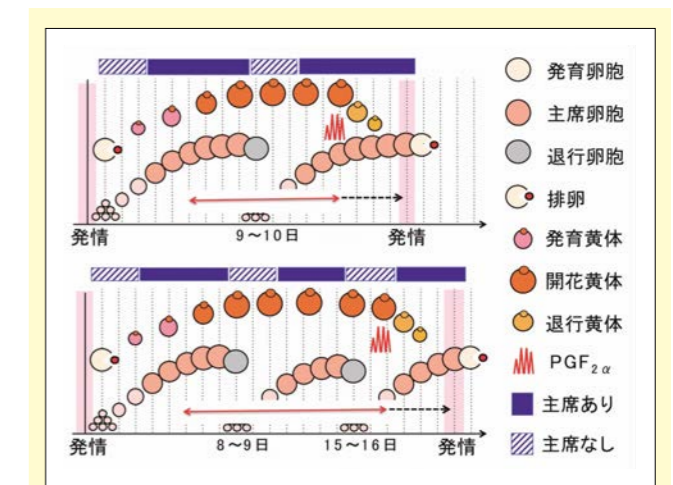 発育卵胞
主席卵胞
退行卵胞
排卵
発育黄体
開花黄体
退行黄体
PGF2α
主席あり
主席なし
発情 9～10日 発情
発情 8～9日 15～16日 発情